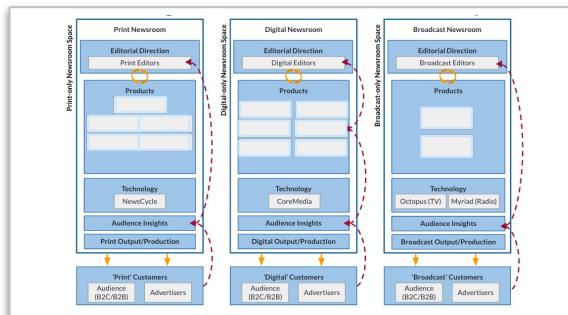 Print Newsroom
Print-only Newsroom Space
Editorial Direction
Print Editors
Products
Technology
NewsCycle
Audience Insights
Print Output/Production
'Print' Customers
Audience
(B2C/B2B)
Advertisers
Digital Newsroom
Digital-only Newsroom Space
Editorial Direction
Digital Editors
Products
Technology
CoreMedia
Audience Insights
Digital Output/Production
'Digital' Customers
Audience
(B2C/B2B)
Advertisers
Broadcast Newsroom
Broadcast-only Newsroom Space
Editorial Direction
Broadcast Editors
Products
Technology
Octopus (TV)
Myriad (Radio)
Audience Insights
Broadcast Output/Production
'Broadcast' Customers
Audience
(B2C/B2B)
Advertisers